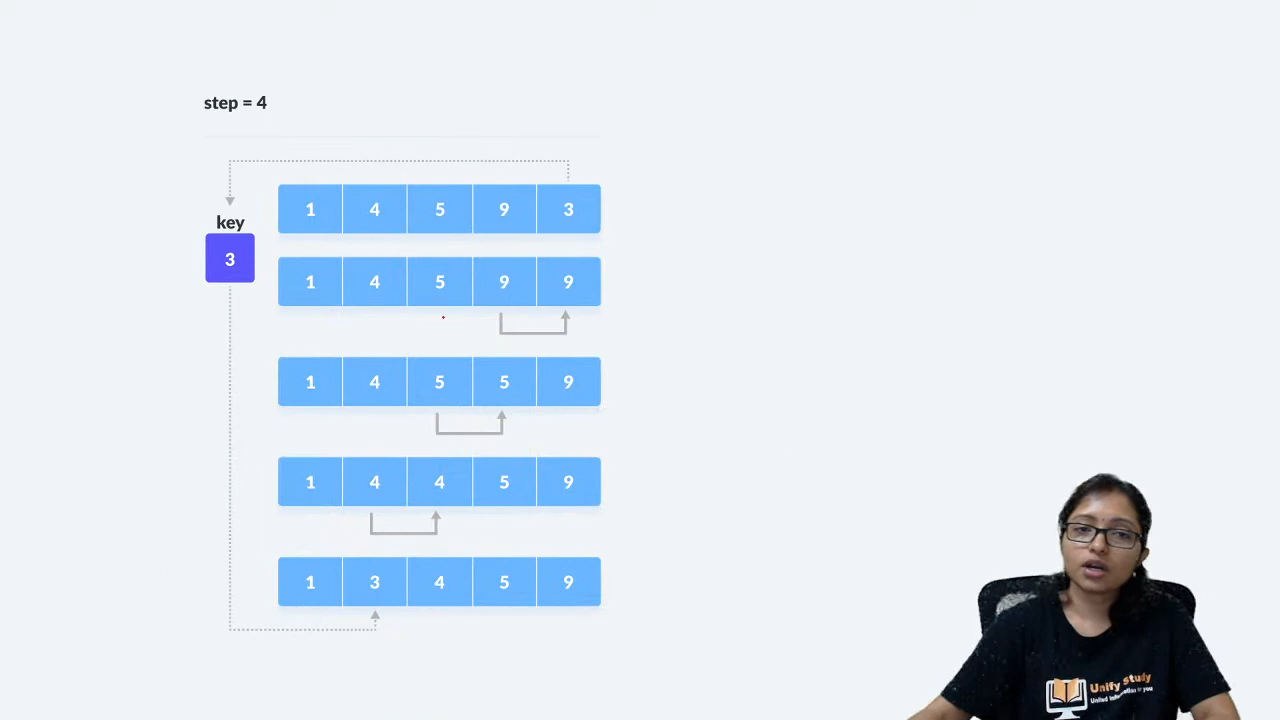 step = 4
1 4 5 9 3
key
3
1 4 5 9 9
1 4 5 5 9
1 4 4 5 9
1 3 4 5 9
Unify Study